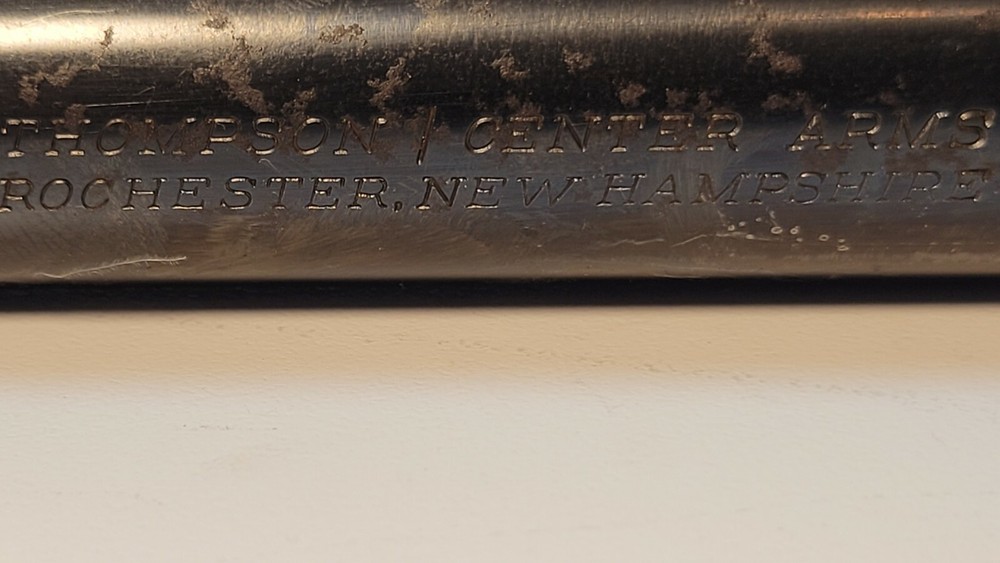 THOMPSON / CENTER ARMS
ROCHESTER, NEW HAMPSHIRE